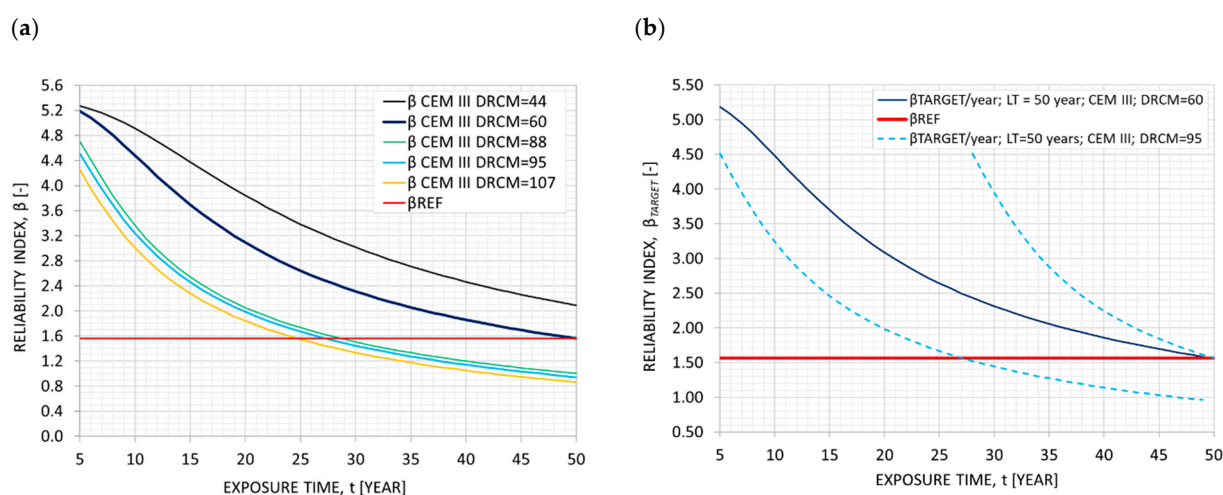 (a)
RELIABILITY INDEX, β [-]
5.6
5.2
4.8
4.4
4.0
3.6
3.2
2.8
2.4
2.0
1.6
1.2
0.8
0.4
0.0
β CEM III DRCM=44
β CEM III DRCM=60
β CEM III DRCM=88
β CEM III DRCM=95
β CEM III DRCM=107
βREF
5 10 15 20 25 30 35 40 45 50
EXPOSURE TIME, t [YEAR]
(b)
RELIABILITY INDEX, βTARGET [-]
5.50
5.00
4.50
4.00
3.50
3.00
2.50
2.00
1.50
1.00
0.50
βTARGET/year; LT = 50 year; CEM III; DRCM=60
βREF
βTARGET/year; LT=50 years; CEM III; DRCM=95
5 10 15 20 25 30 35 40 45 50
EXPOSURE TIME, t [YEAR]